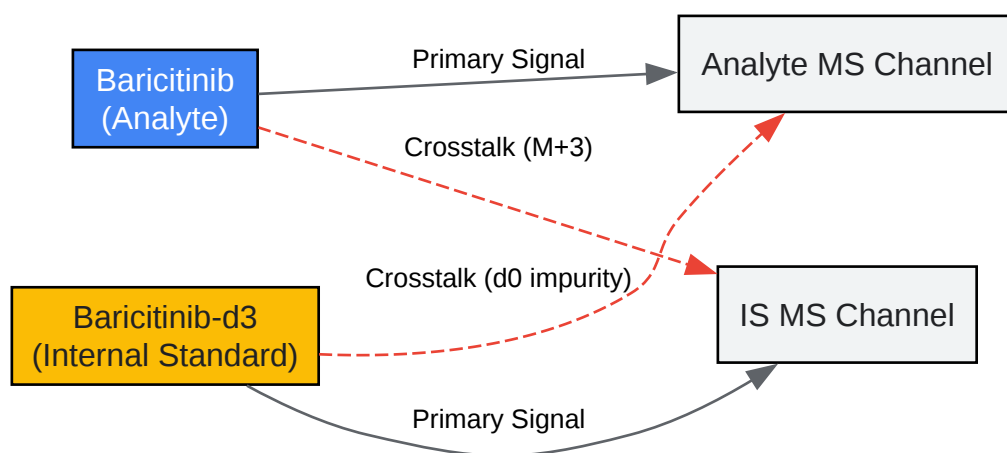 Baricitinib
(Analyte)
Primary Signal
Analyte MS Channel
Crosstalk (M+3)
Crosstalk (d0 impurity)
Baricitinib-d3
(Internal Standard)
IS MS Channel
Primary Signal